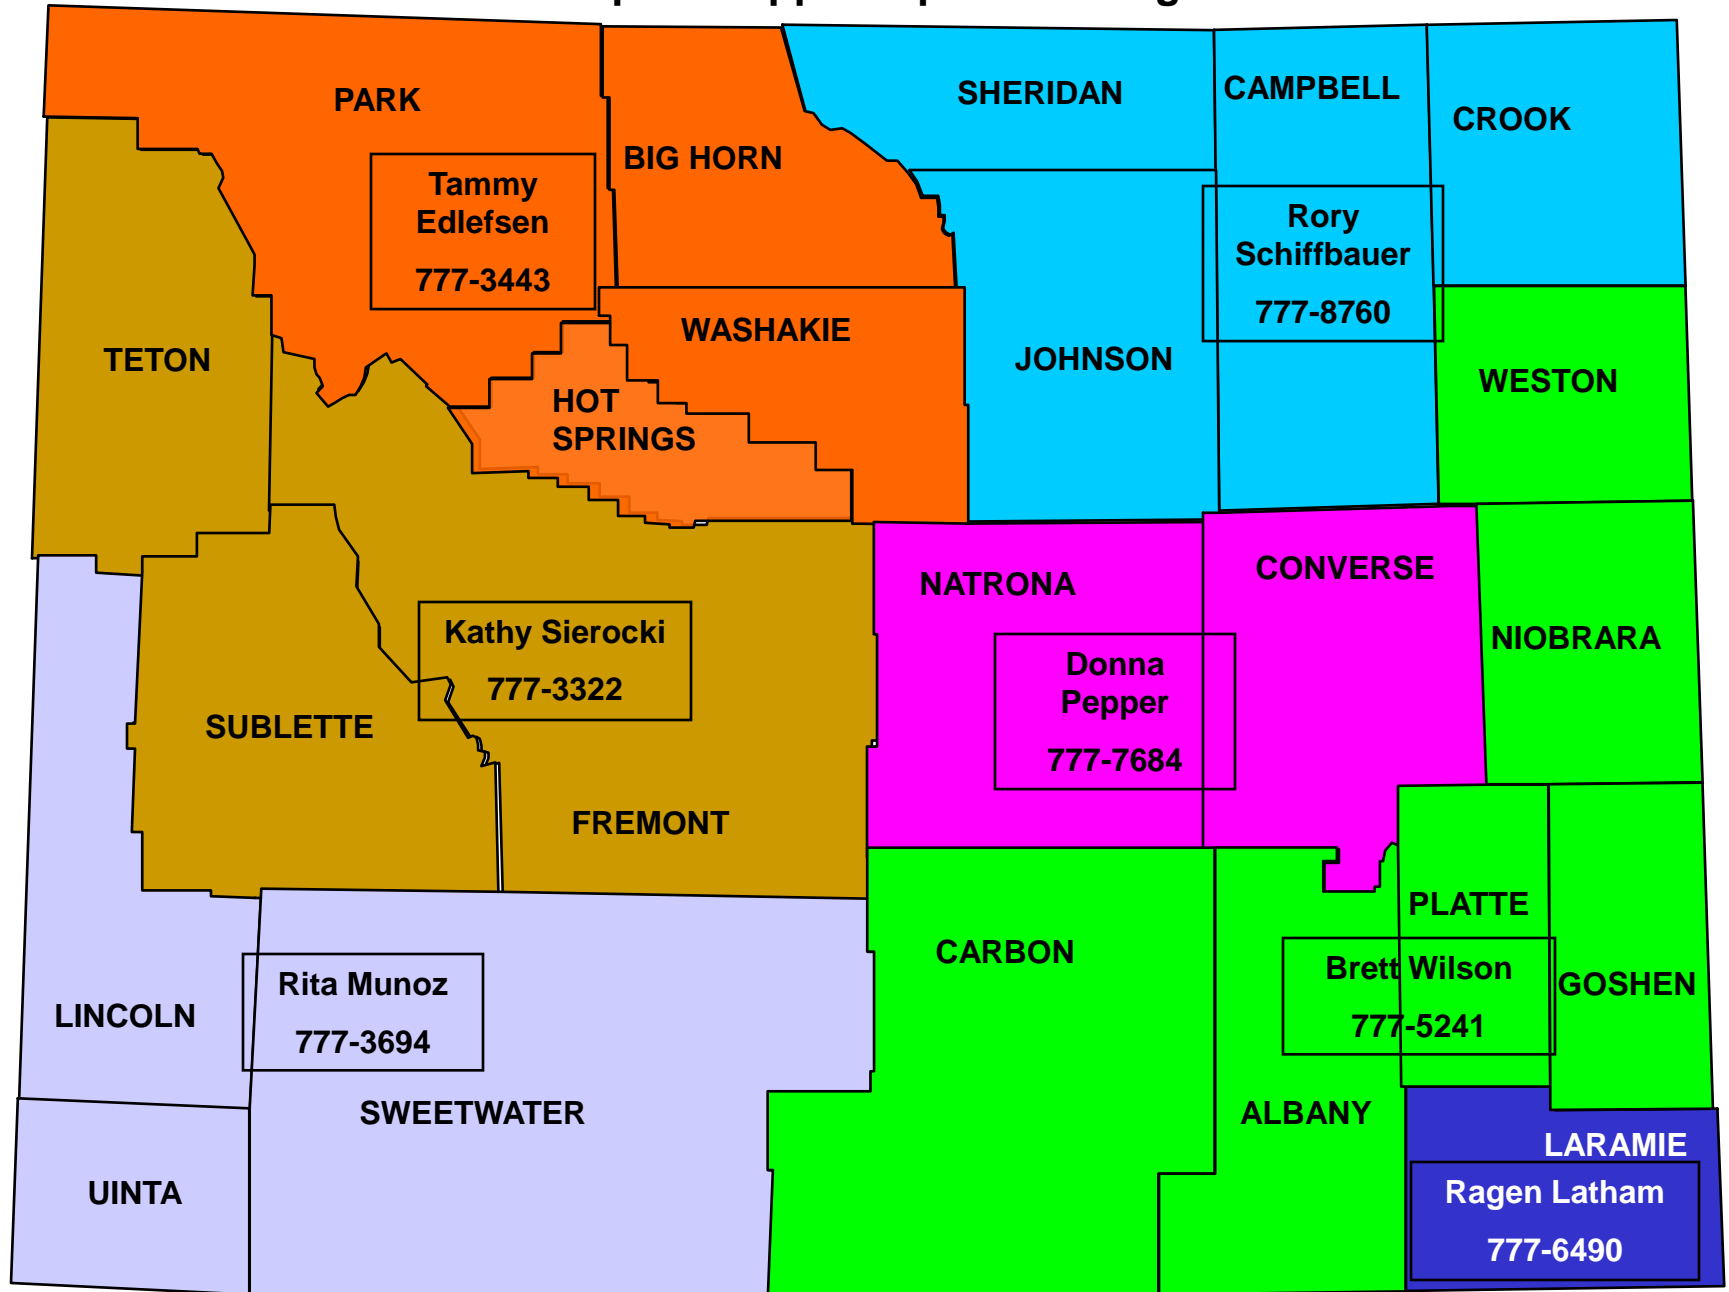 PARK
SHERIDAN
CAMPBELL
CROOK
BIG HORN
Tammy
Edlefsen
777-3443
Rory
Schiffbauer
777-8760
WASHAKIE
TETON
JOHNSON
WESTON
HOT
SPRINGS
NATRONA
CONVERSE
Kathy Sierocki
777-3322
NIOBRARA
Donna
Pepper
777-7684
SUBLETTE
FREMONT
PLATTE
CARBON
Brett Wilson
777-5241
GOSHEN
Rita Munoz
777-3694
LINCOLN
SWEETWATER
ALBANY
LARAMIE
UINTA
Ragen Latham
777-6490